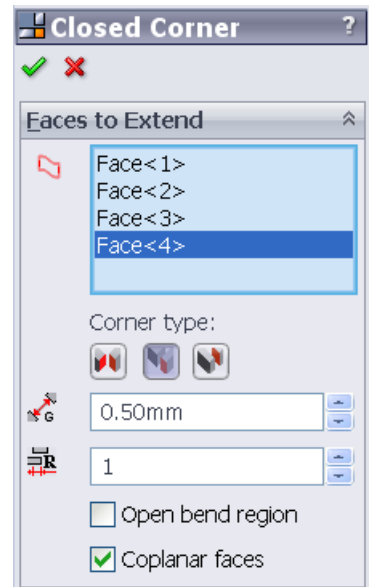 Closed Corner ?
Faces to Extend
Face<1>
Face<2>
Face<3>
Face<4>
Corner type:
G 0.50mm
R 1
Open bend region
Coplanar faces